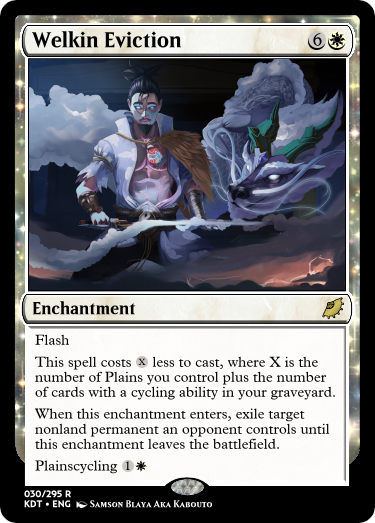 Welkin Eviction 6
Enchantment
Flash
This spell costs X less to cast, where X is the
number of Plains you control plus the number
of cards with a cycling ability in your graveyard.
When this enchantment enters, exile target
nonland permanent an opponent controls until
this enchantment leaves the battlefield.
Plainscycling 1
030/295 R
KDT • ENG Samson Blaya Aka Kabouto